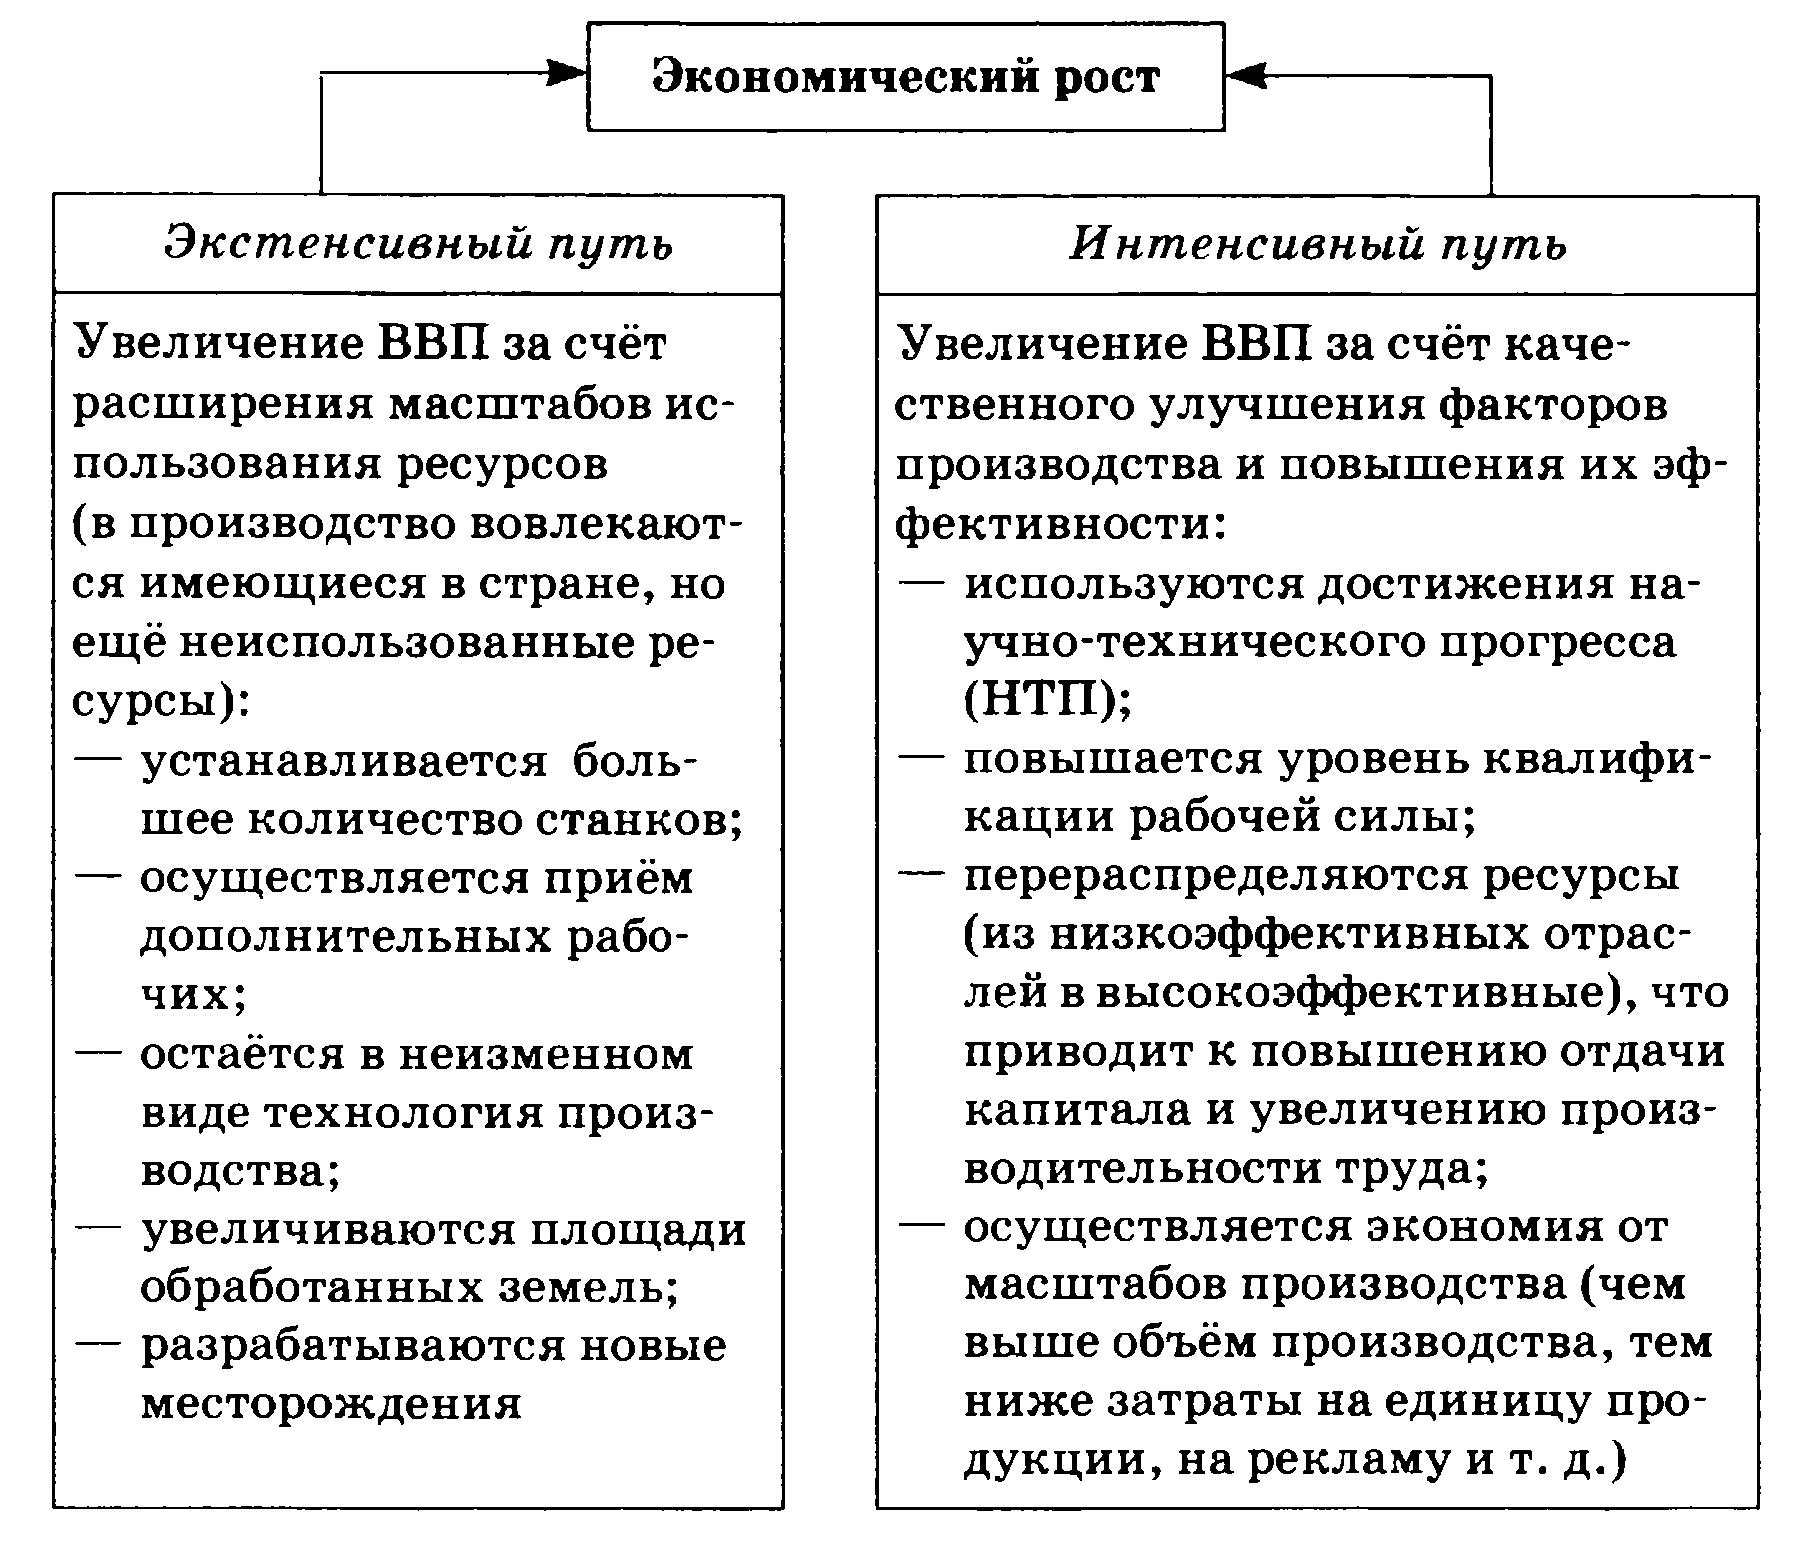 Экономический рост
Экстенсивный путь
Увеличение ВВП за счёт
расширения масштабов ис-
пользования ресурсов
(в производство вовлекают-
ся имеющиеся в стране, но
ещё неиспользованные ре-
сурсы):
— устанавливается боль-
шее количество станков;
— осуществляется приём
дополнительных рабо-
чих;
— остаётся в неизменном
виде технология произ-
водства;
— увеличиваются площади
обработанных земель;
— разрабатываются новые
месторождения
Интенсивный путь
Увеличение ВВП за счёт каче-
ственного улучшения факторов
производства и повышения их эф-
фективности:
— используются достижения на-
учно-технического прогресса
(НТП);
— повышается уровень квалифи-
кации рабочей силы;
— перераспределяются ресурсы
(из низкоэффективных отрас-
лей в высокоэффективные), что
приводит к повышению отдачи
капитала и увеличению произ-
водительности труда;
— осуществляется экономия от
масштабов производства (чем
выше объём производства, тем
ниже затраты на единицу про-
дукции, на рекламу и т. д.)